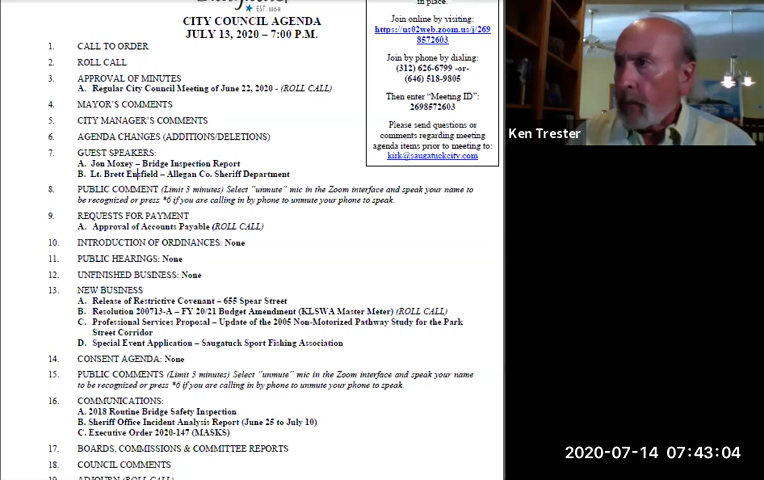 EST. 1868
CITY COUNCIL AGENDA
JULY 13, 2020 – 7:00 P.M.
1. CALL TO ORDER
2. ROLL CALL
3. APPROVAL OF MINUTES
A. Regular City Council Meeting of June 22, 2020 - (ROLL CALL)
4. MAYOR'S COMMENTS
5. CITY MANAGER'S COMMENTS
6. AGENDA CHANGES (ADDITIONS/DELETIONS)
7. GUEST SPEAKERS:
A. Jon Moxey – Bridge Inspection Report
B. Lt. Brett Ensfield – Allegan Co. Sheriff Department
8. PUBLIC COMMENT (Limit 3 minutes) Select "unmute" mic in the Zoom interface and speak your name to
be recognized or press *6 if you are calling in by phone to unmute your phone to speak.
9. REQUESTS FOR PAYMENT
A. Approval of Accounts Payable (ROLL CALL)
10. INTRODUCTION OF ORDINANCES: None
11. PUBLIC HEARINGS: None
12. UNFINISHED BUSINESS: None
13. NEW BUSINESS
A. Release of Restrictive Covenant – 655 Spear Street
B. Resolution 200713-A – FY 20/21 Budget Amendment (KLSWA Master Meter) (ROLL CALL)
C. Professional Services Proposal – Update of the 2005 Non-Motorized Pathway Study for the Park
Street Corridor
D. Special Event Application – Saugatuck Sport Fishing Association
14. CONSENT AGENDA: None
15. PUBLIC COMMENTS (Limit 3 minutes) Select "unmute" mic in the Zoom interface and speak your name
to be recognized or press *6 if you are calling in by phone to unmute your phone to speak.
16. COMMUNICATIONS:
A. 2018 Routine Bridge Safety Inspection
B. Sheriff Office Incident Analysis Report (June 25 to July 10)
C. Executive Order 2020-147 (MASKS)
17. BOARDS, COMMISSIONS & COMMITTEE REPORTS
18. COUNCIL COMMENTS
19. ADJOURN (ROLL CALL)
in place.
Join online by visiting:
https://us02web.zoom.us/j/269
8572603
Join by phone by dialing:
(312) 626-6799 -or-
(646) 518-9805
Then enter "Meeting ID":
2698572603
Please send questions or
comments regarding meeting
agenda items prior to meeting to:
kirk@saugatuckcity.com
Ken Trester
2020-07-14 07:43:04